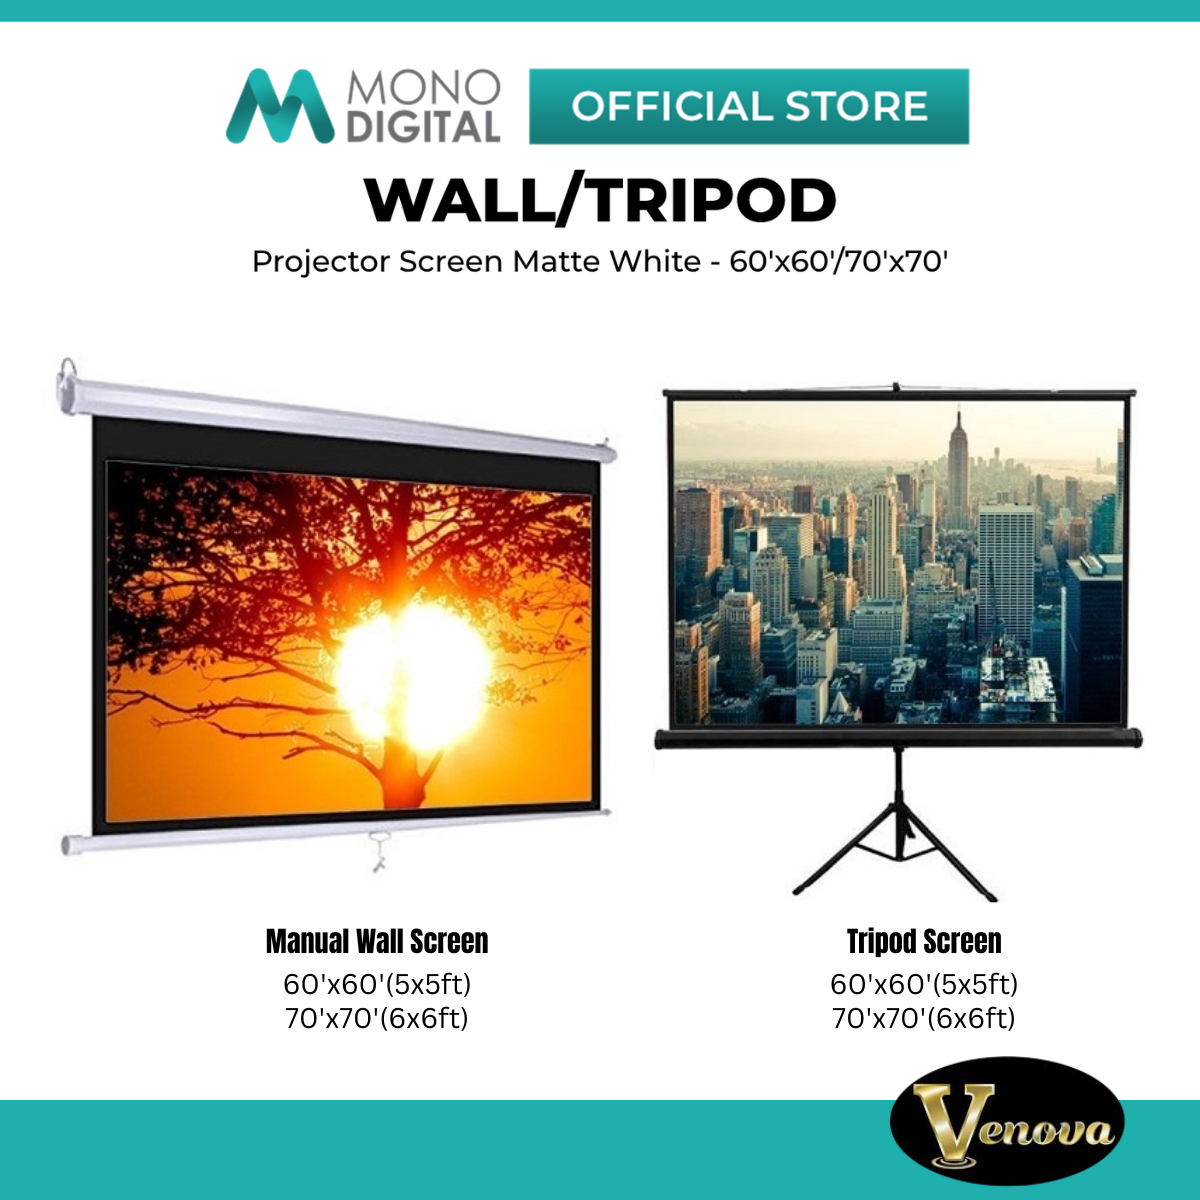 MONO
DIGITAL
OFFICIAL STORE
WALL/TRIPOD
Projector Screen Matte White - 60'x60'/70'x70'
Manual Wall Screen
60'x60'(5x5ft)
70'x70'(6x6ft)
Tripod Screen
60'x60'(5x5ft)
70'x70'(6x6ft)
Venova